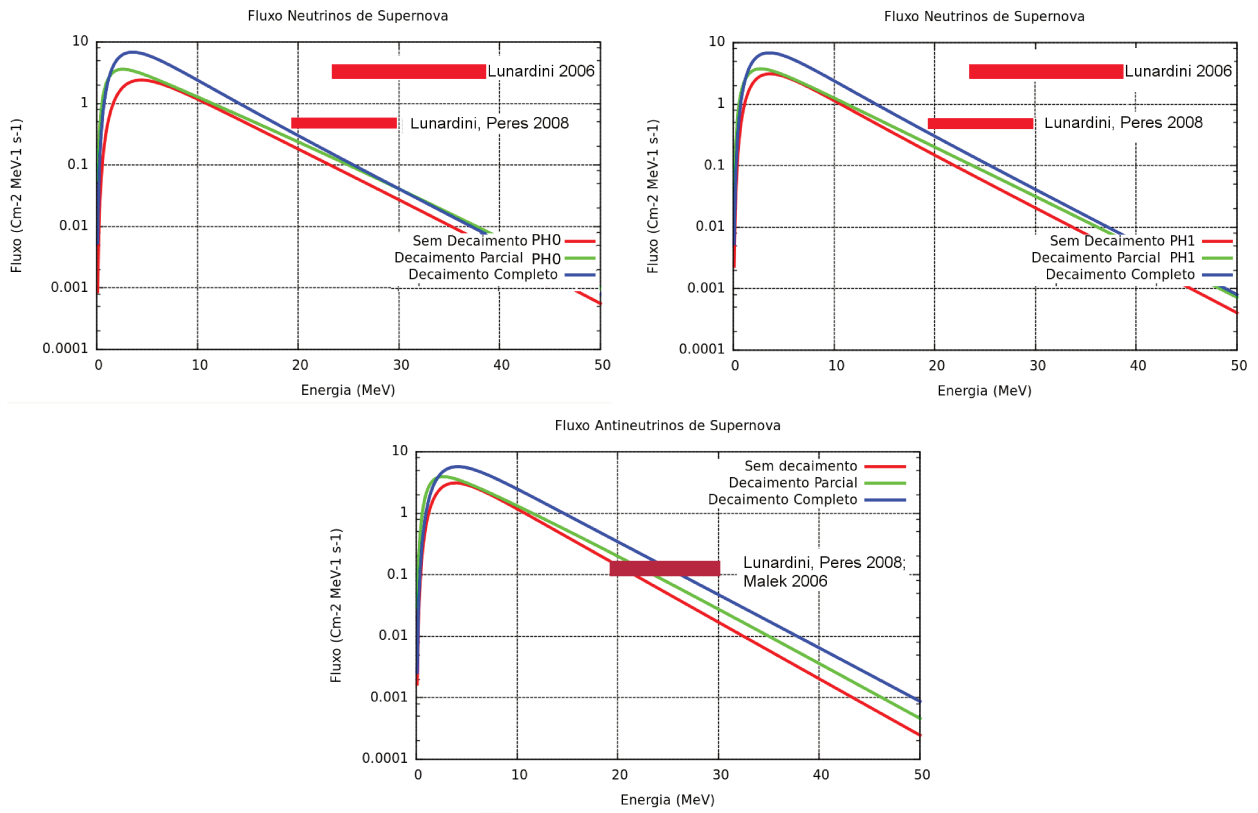 Fluxo Neutrinos de Supernova
10
1
0.1
0.01
0.001
0.0001
Fluxo (Cm-2 MeV-1 s-1)
Lunardini 2006
Lunardini, Peres 2008
Sem Decaimento PH0
Decaimento Parcial PH0
Decaimento Completo
0 10 20 30 40 50
Energia (MeV)
Fluxo Neutrinos de Supernova
10
1
0.1
0.01
0.001
0.0001
Fluxo (Cm-2 MeV-1 s-1)
Lunardini 2006
Lunardini, Peres 2008
Sem Decaimento PH1
Decaimento Parcial PH1
Decaimento Completo
0 10 20 30 40 50
Energia (MeV)
Fluxo Antineutrinos de Supernova
10
1
0.1
0.01
0.001
0.0001
Fluxo (Cm-2 MeV-1 s-1)
Sem decaimento
Decaimento Parcial
Decaimento Completo
Lunardini, Peres 2008;
Malek 2006
0 10 20 30 40 50
Energia (MeV)